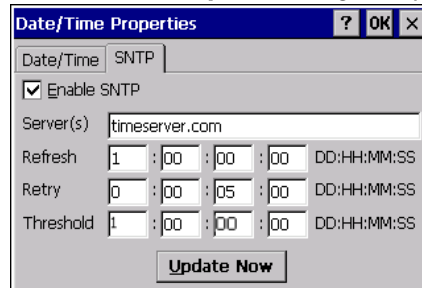 Date/Time Properties ? OK ×
Date/Time SNTP
Enable SNTP
Server(s) timeserver.com
Refresh 1 : 00 : 00 : 00 DD:HH:MM:SS
Retry 0 : 00 : 05 : 00 DD:HH:MM:SS
Threshold 1 : 00 : 00 : 00 DD:HH:MM:SS
Update Now